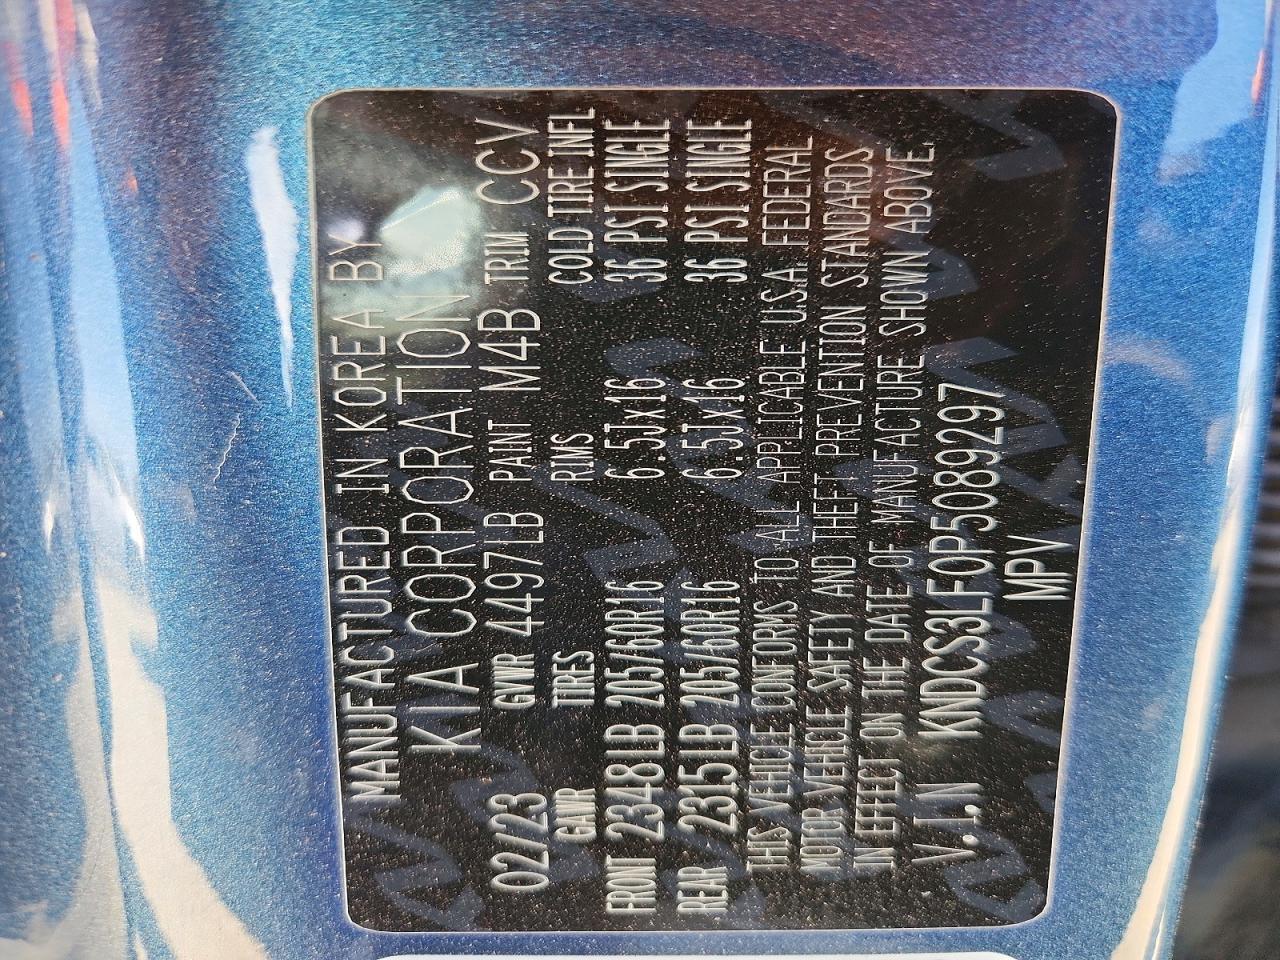 MANUFACTURED IN KOREA BY
KIA CORPORATION
02/23 GVWR 4497LB PAINT M4B TRIM CCV
GAWR TIRES RIMS COLD TIRE INFL
FRONT 2348LB 205/60R16 6.5Jx16 36 PSI SINGLE
REAR 2315LB 205/60R16 6.5Jx16 36 PSI SINGLE
THIS VEHICLE CONFORMS TO ALL APPLICABLE U.S.A. FEDERAL
MOTOR VEHICLE SAFETY AND THEFT PREVENTION STANDARDS
IN EFFECT ON THE DATE OF MANUFACTURE SHOWN ABOVE.
V.I.N KNDCS3LF0P5089297
MPV